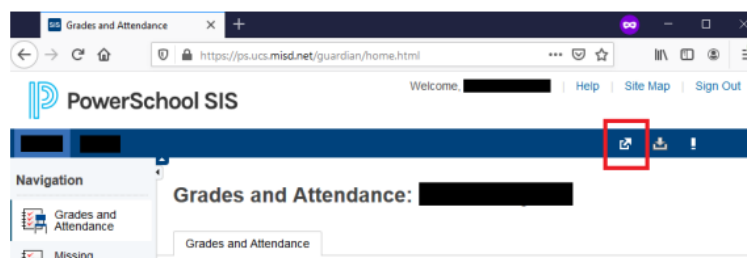 SIS Grades and Attendance
https://ps.ucs.misd.net/guardian/home.html
PowerSchool SIS
Welcome,
Help
Site Map
Sign Out
Navigation
Grades and
Attendance
Missing
Grades and Attendance:
Grades and Attendance